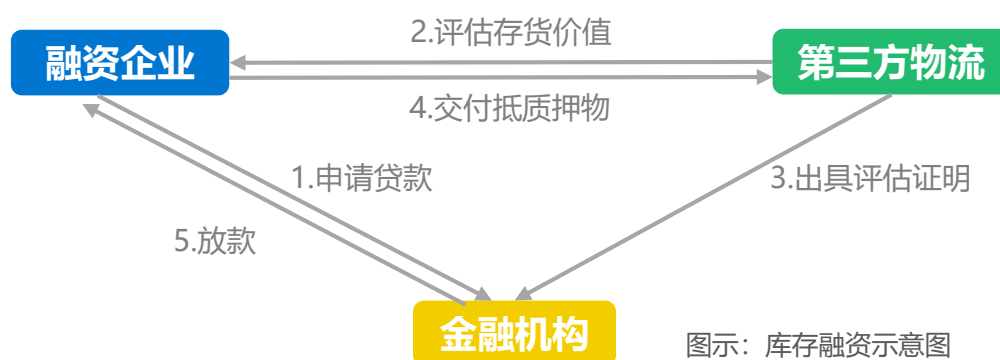 2.评估存货价值
融资企业
第三方物流
4.交付抵质押物
1.申请贷款
3.出具评估证明
5.放款
金融机构
图示：库存融资示意图